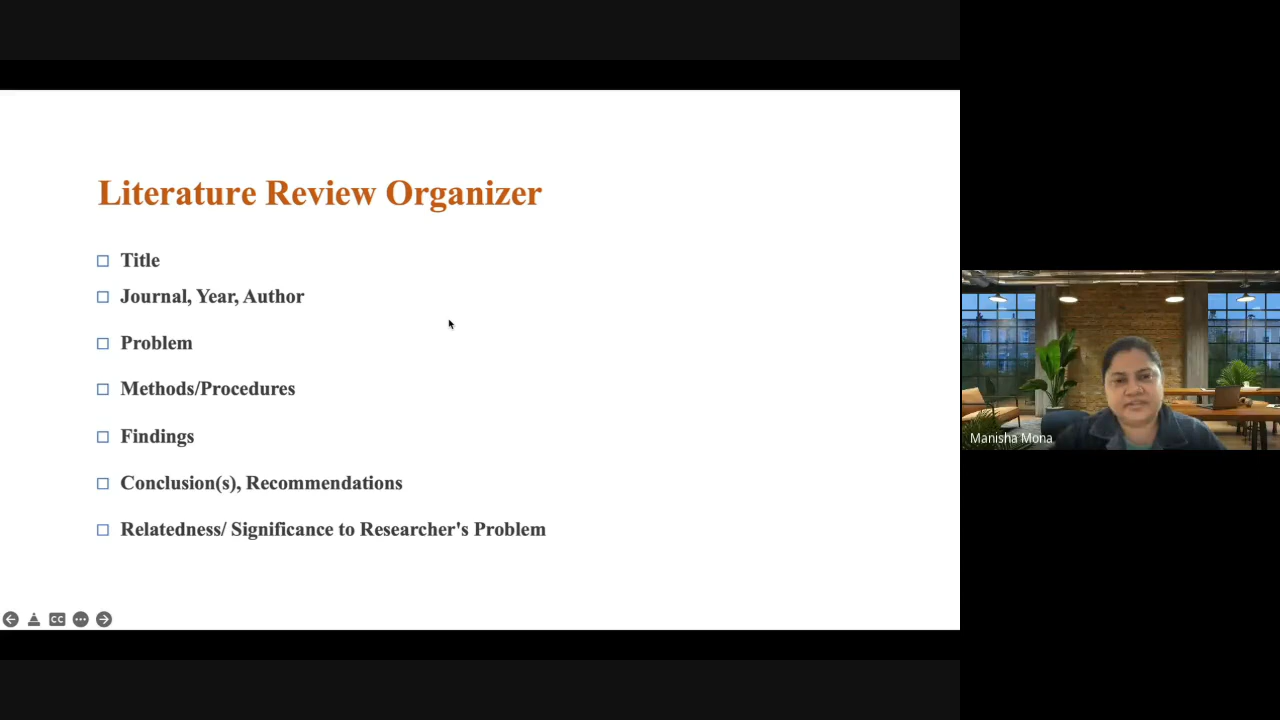 Literature Review Organizer
Title
Journal, Year, Author
Problem
Methods/Procedures
Findings
Conclusion(s), Recommendations
Relatedness/ Significance to Researcher's Problem
CC
Manisha Mona